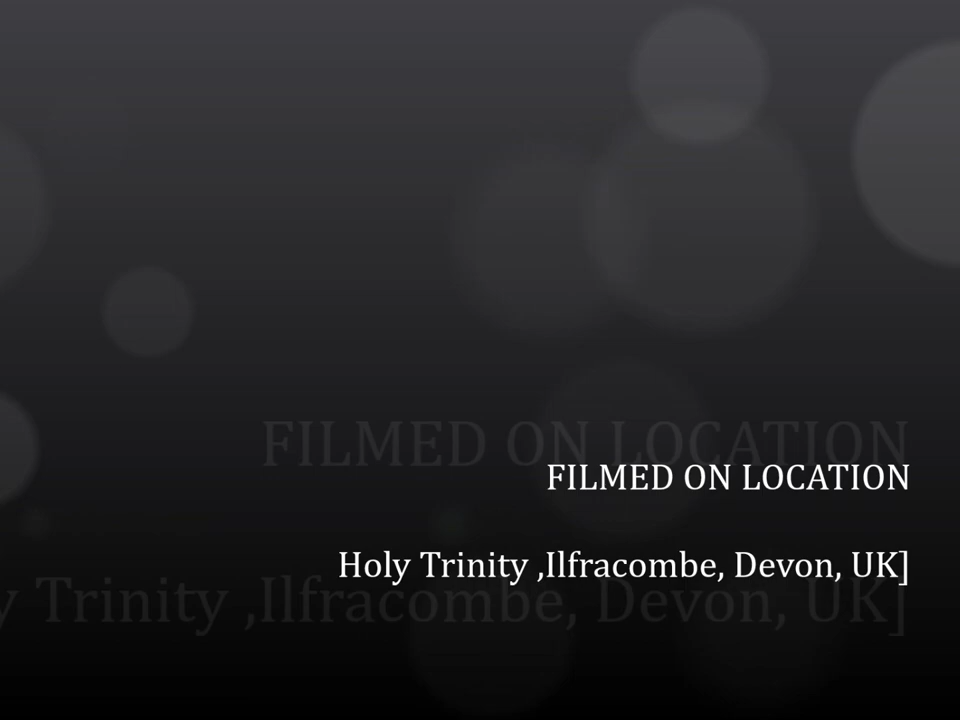 FILMED ON LOCATION
Holy Trinity ,Ilfracombe, Devon, UK]